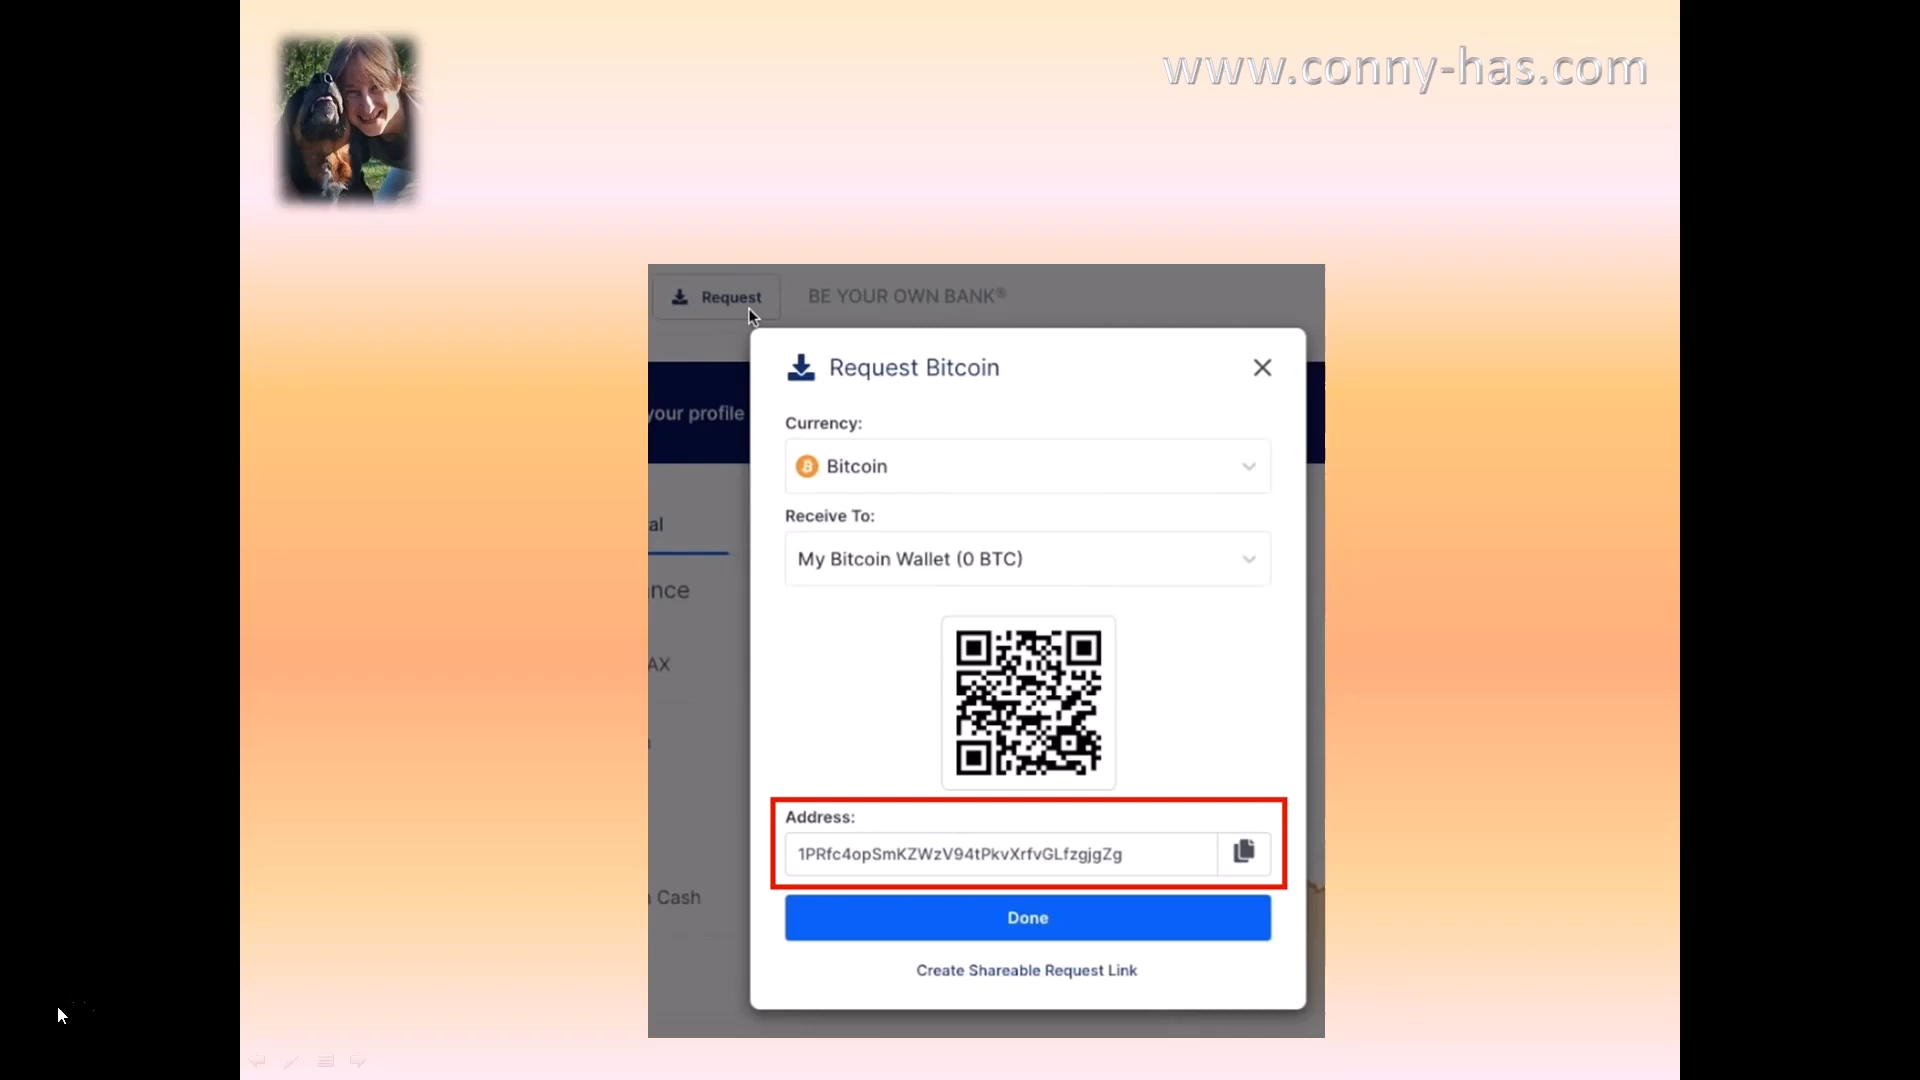 www.conny-has.com
Request
BE YOUR OWN BANK®
Request Bitcoin
your profile
Currency:
Bitcoin
Receive To:
al
My Bitcoin Wallet (0 BTC)
nce
AX
Address:
1PRfc4opSmKZWzV94tPkvXrfvGLfzgjgZg
Cash
Done
Create Shareable Request Link